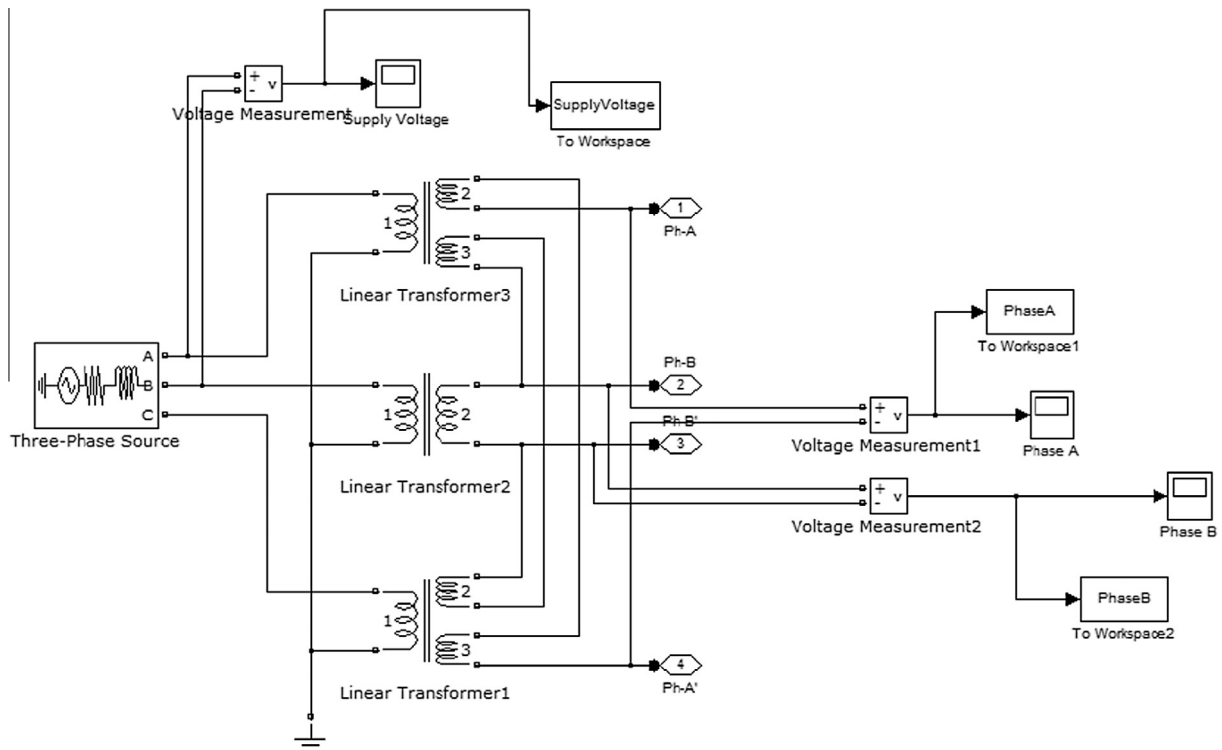 +
-
v
Voltage Measurement
Supply Voltage
SupplyVoltage
To Workspace
1
2
3
Linear Transformer3
1
Ph-A
A
B
C
Three-Phase Source
1
2
Linear Transformer2
Ph-B
2
Ph-B'
3
+
-
v
Voltage Measurement1
PhaseA
To Workspace1
Phase A
+
-
v
Voltage Measurement2
Phase B
PhaseB
To Workspace2
1
2
3
Linear Transformer1
4
Ph-A'